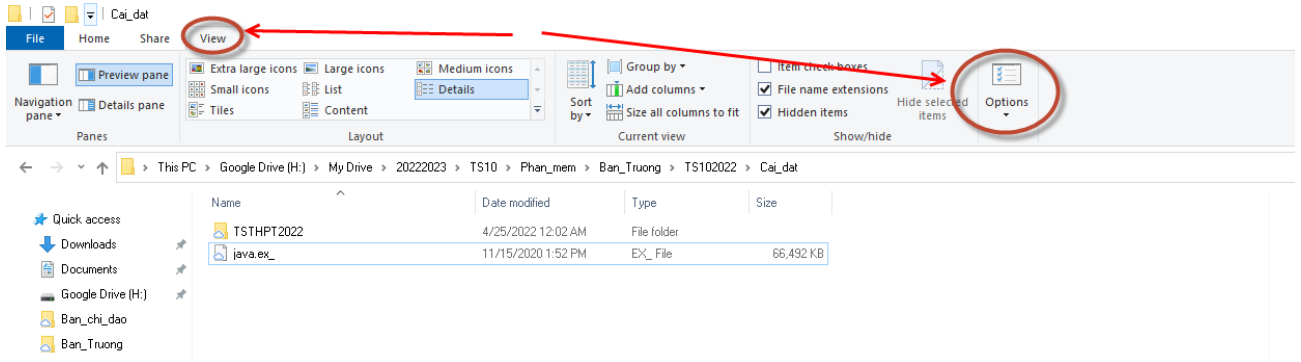 Cai_dat
File Home Share View
Preview pane Extra large icons Large icons Medium icons Group by Item check boxes
Navigation pane Details pane Small icons List Details Sort by Add columns File name extensions Hide selected items Options
Tiles Content Size all columns to fit Hidden items
Panes Layout Current view Show/hide
This PC > Google Drive (H:) > My Drive > 20222023 > TS10 > Phan_mem > Ban_Truong > TS102022 > Cai_dat
Name Date modified Type Size
Quick access
TSTHPT2022 4/25/2022 12:02 AM File folder
Downloads
java.ex_ 11/15/2020 1:52 PM EX_ File 66,492 KB
Documents
Google Drive (H:)
Ban_chi_dao
Ban_Truong